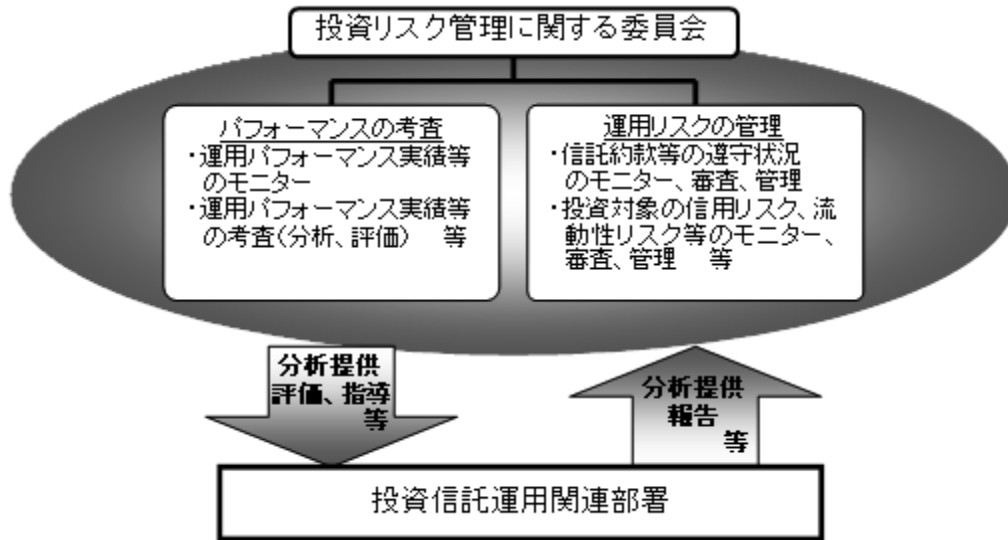 投資リスク管理に関する委員会
パフォーマンスの考査
・運用パフォーマンス実績等
のモニター
・運用パフォーマンス実績等
の考査(分析、評価) 等
運用リスクの管理
・信託約款等の遵守状況
のモニター、審査、管理
・投資対象の信用リスク、流
動性リスク等のモニター、
審査、管理 等
分析提供
評価、指導
等
分析提供
報告
等
投資信託運用関連部署